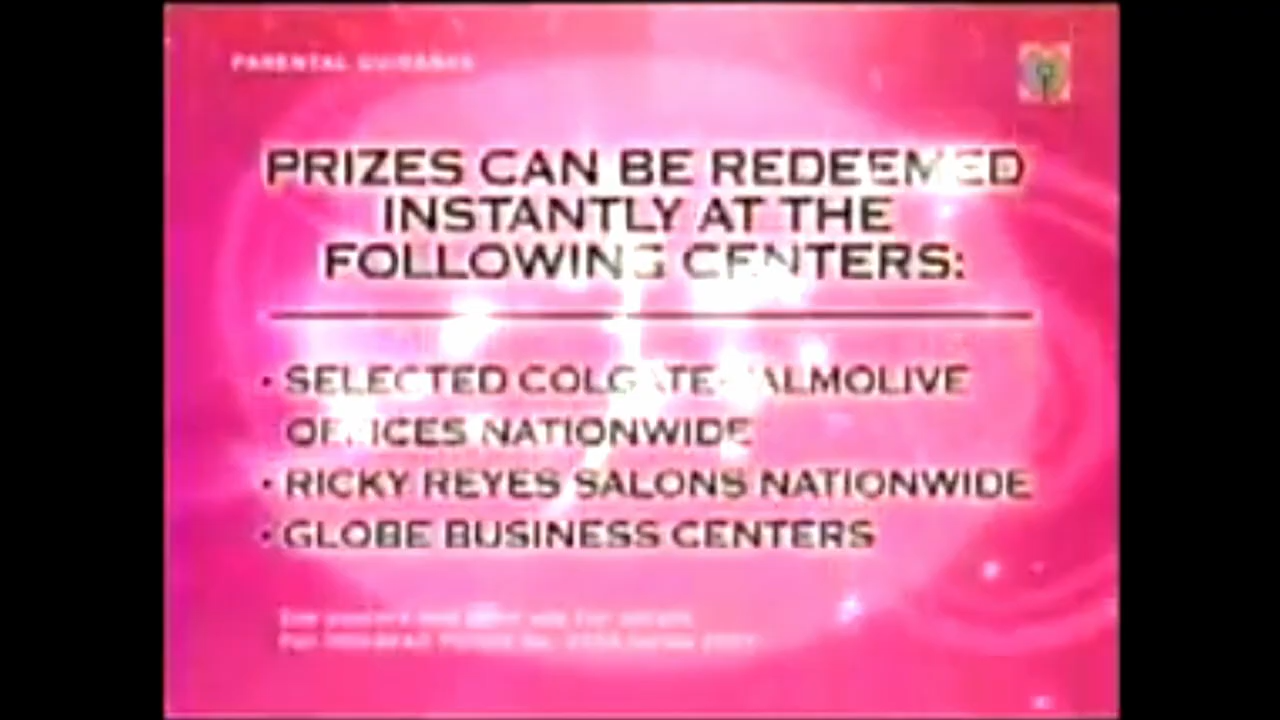 PARENTAL GUIDANCE
PRIZES CAN BE REDEEMED
INSTANTLY AT THE
FOLLOWING CENTERS:
• SELECTED COLGATE-PALMOLIVE
OFFICES NATIONWIDE
• RICKY REYES SALONS NATIONWIDE
• GLOBE BUSINESS CENTERS